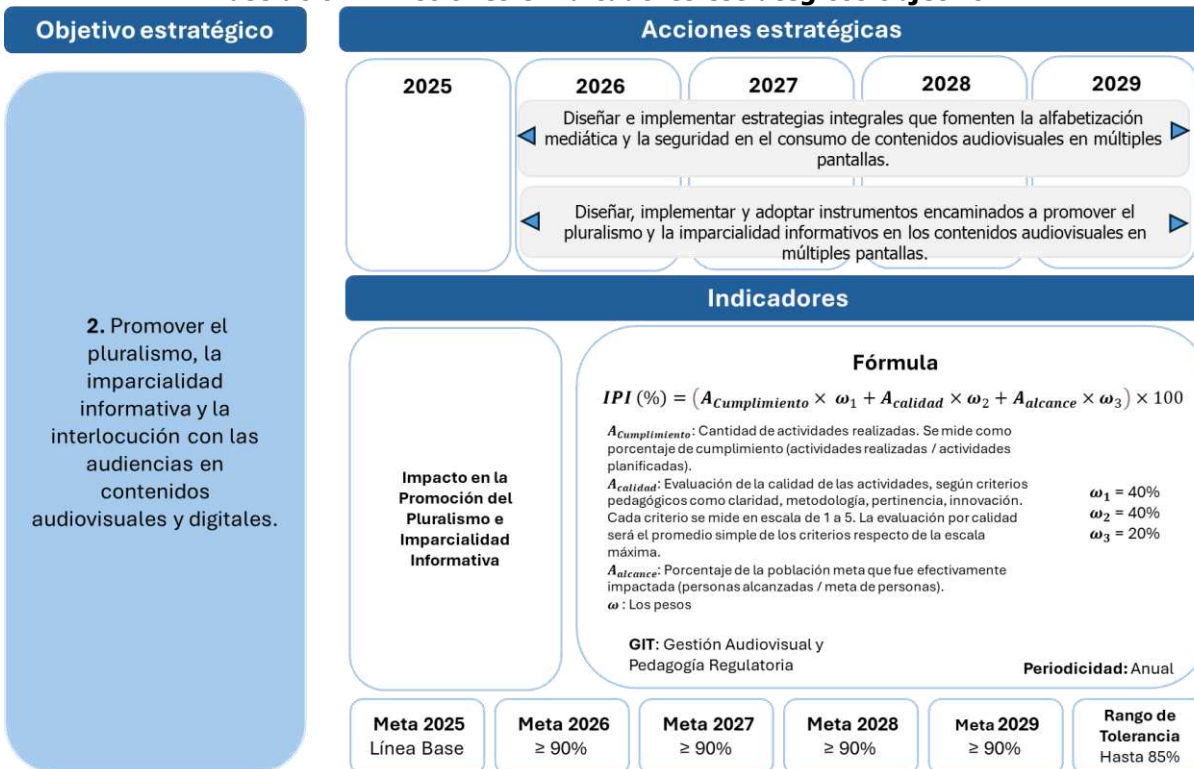 Objetivo estratégico
Acciones estratégicas
2025
2026
2027
2028
2029
Diseñar e implementar estrategias integrales que fomenten la alfabetización
mediática y la seguridad en el consumo de contenidos audiovisuales en múltiples
pantallas.
Diseñar, implementar y adoptar instrumentos encaminados a promover el
pluralismo y la imparcialidad informativos en los contenidos audiovisuales en
múltiples pantallas.
Indicadores
2. Promover el
pluralismo, la
imparcialidad
informativa y la
interlocución con las
audiencias en
contenidos
audiovisuales y digitales.
Impacto en la
Promoción del
Pluralismo e
Imparcialidad
Informativa
Fórmula
IPI (%) = (A_Cumplimiento × ω₁ + A_calidad × ω₂ + A_alcance × ω₃) × 100
A_Cumplimiento: Cantidad de actividades realizadas. Se mide como
porcentaje de cumplimiento (actividades realizadas / actividades
planificadas).
A_calidad: Evaluación de la calidad de las actividades, según criterios
pedagógicos como claridad, metodología, pertinencia, innovación.
Cada criterio se mide en escala de 1 a 5. La evaluación por calidad
será el promedio simple de los criterios respecto de la escala
máxima.
A_alcance: Porcentaje de la población meta que fue efectivamente
impactada (personas alcanzadas / meta de personas).
ω : Los pesos
ω₁ = 40%
ω₂ = 40%
ω₃ = 20%
GIT: Gestión Audiovisual y
Pedagogía Regulatoria
Periodicidad: Anual
Meta 2025
Línea Base
Meta 2026
≥ 90%
Meta 2027
≥ 90%
Meta 2028
≥ 90%
Meta 2029
≥ 90%
Rango de
Tolerancia
Hasta 85%